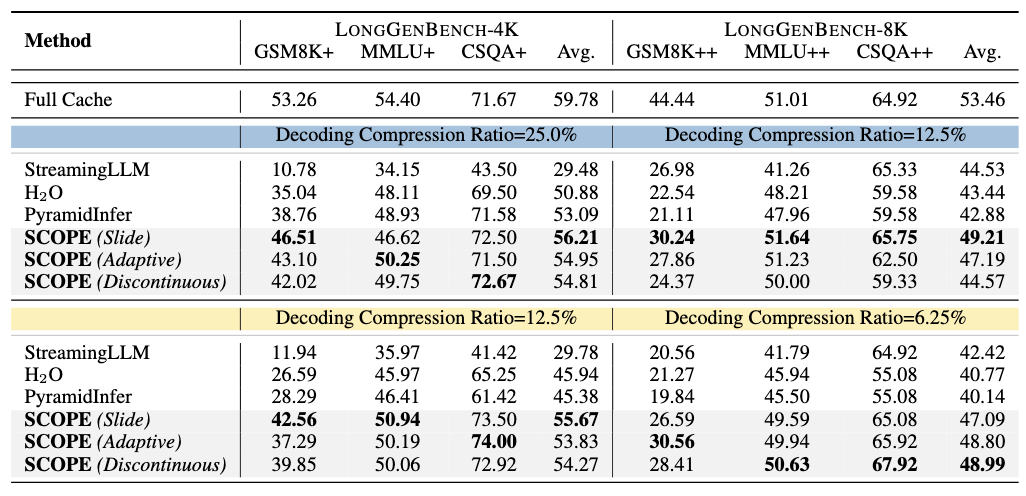 Method LONGGENBENCH-4K LONGGENBENCH-8K
GSM8K+ MMLU+ CSQA+ Avg. GSM8K++ MMLU++ CSQA++ Avg.
Full Cache 53.26 54.40 71.67 59.78 44.44 51.01 64.92 53.46
Decoding Compression Ratio=25.0% Decoding Compression Ratio=12.5%
StreamingLLM 10.78 34.15 43.50 29.48 26.98 41.26 65.33 44.53
H₂O 35.04 48.11 69.50 50.88 22.54 48.21 59.58 43.44
PyramidInfer 38.76 48.93 71.58 53.09 21.11 47.96 59.58 42.88
SCOPE (Slide) 46.51 46.62 72.50 56.21 30.24 51.64 65.75 49.21
SCOPE (Adaptive) 43.10 50.25 71.50 54.95 27.86 51.23 62.50 47.19
SCOPE (Discontinuous) 42.02 49.75 72.67 54.81 24.37 50.00 59.33 44.57
Decoding Compression Ratio=12.5% Decoding Compression Ratio=6.25%
StreamingLLM 11.94 35.97 41.42 29.78 20.56 41.79 64.92 42.42
H₂O 26.59 45.97 65.25 45.94 21.27 45.94 55.08 40.77
PyramidInfer 28.29 46.41 61.42 45.38 19.84 45.50 55.08 40.14
SCOPE (Slide) 42.56 50.94 73.50 55.67 26.59 49.59 65.08 47.09
SCOPE (Adaptive) 37.29 50.19 74.00 53.83 30.56 49.94 65.92 48.80
SCOPE (Discontinuous) 39.85 50.06 72.92 54.27 28.41 50.63 67.92 48.99